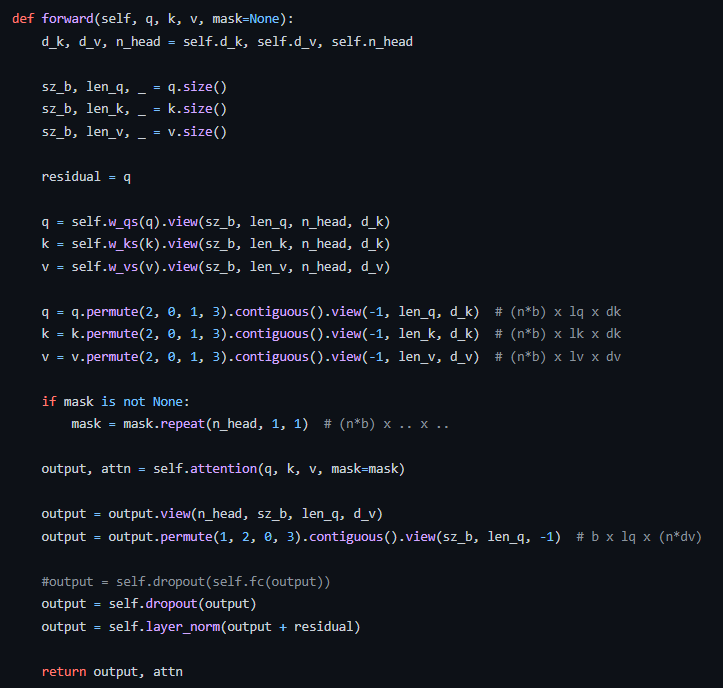 def forward(self, q, k, v, mask=None):
    d_k, d_v, n_head = self.d_k, self.d_v, self.n_head

    sz_b, len_q, _ = q.size()
    sz_b, len_k, _ = k.size()
    sz_b, len_v, _ = v.size()

    residual = q

    q = self.w_qs(q).view(sz_b, len_q, n_head, d_k)
    k = self.w_ks(k).view(sz_b, len_k, n_head, d_k)
    v = self.w_vs(v).view(sz_b, len_v, n_head, d_v)

    q = q.permute(2, 0, 1, 3).contiguous().view(-1, len_q, d_k)  # (n*b) x lq x dk
    k = k.permute(2, 0, 1, 3).contiguous().view(-1, len_k, d_k)  # (n*b) x lk x dk
    v = v.permute(2, 0, 1, 3).contiguous().view(-1, len_v, d_v)  # (n*b) x lv x dv

    if mask is not None:
        mask = mask.repeat(n_head, 1, 1)  # (n*b) x .. x ..

    output, attn = self.attention(q, k, v, mask=mask)

    output = output.view(n_head, sz_b, len_q, d_v)
    output = output.permute(1, 2, 0, 3).contiguous().view(sz_b, len_q, -1)  # b x lq x (n*dv)

    #output = self.dropout(self.fc(output))
    output = self.dropout(output)
    output = self.layer_norm(output + residual)

    return output, attn